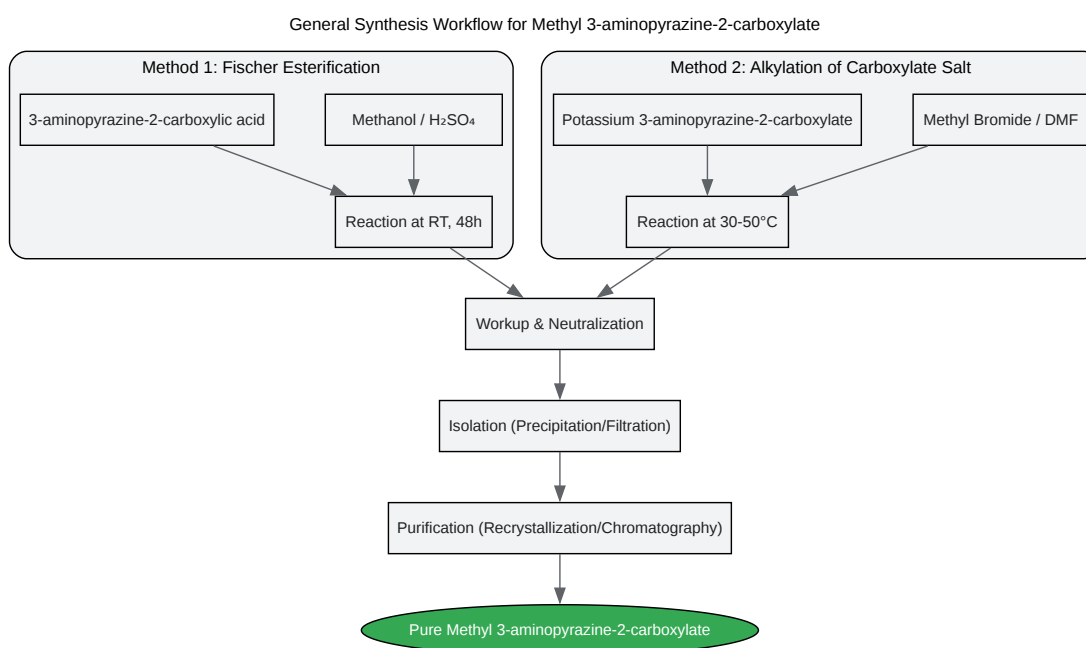 General Synthesis Workflow for Methyl 3-aminopyrazine-2-carboxylate
Method 1: Fischer Esterification
3-aminopyrazine-2-carboxylic acid
Methanol / H₂SO₄
Reaction at RT, 48h
Method 2: Alkylation of Carboxylate Salt
Potassium 3-aminopyrazine-2-carboxylate
Methyl Bromide / DMF
Reaction at 30-50°C
Workup & Neutralization
Isolation (Precipitation/Filtration)
Purification (Recrystallization/Chromatography)
Pure Methyl 3-aminopyrazine-2-carboxylate